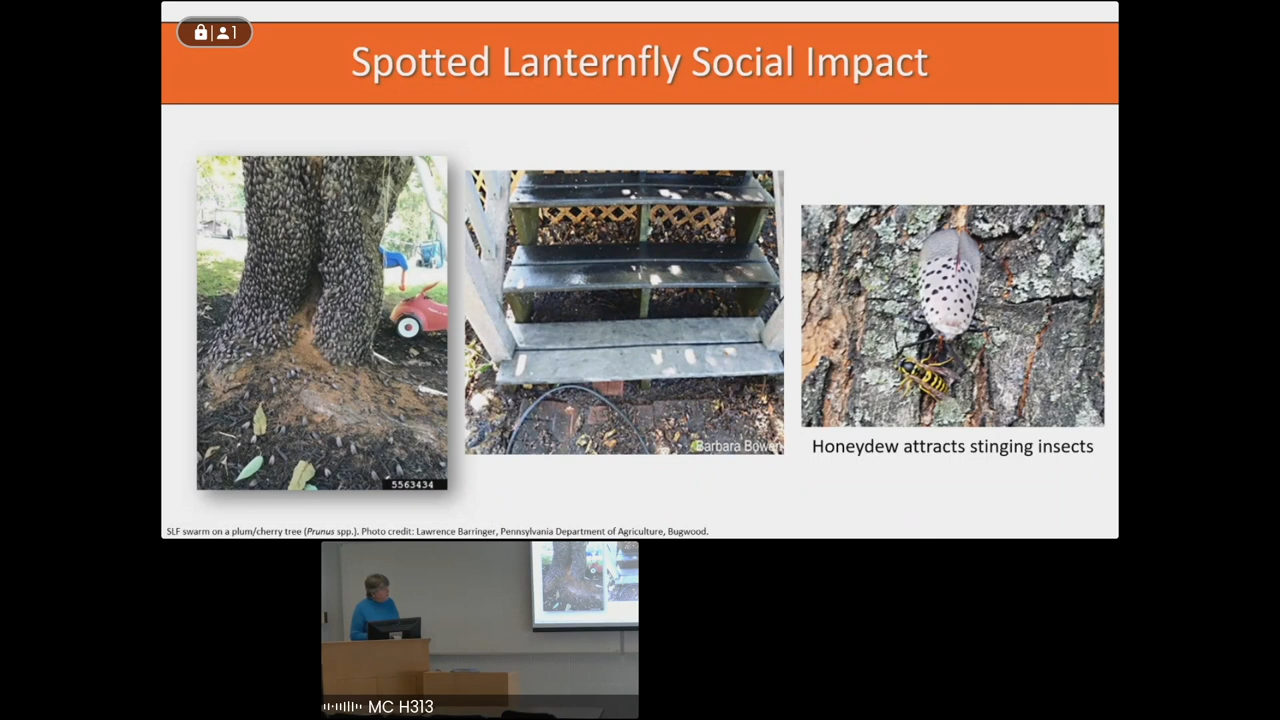 1
Spotted Lanternfly Social Impact
5563434
Barbara Bowen
Honeydew attracts stinging insects
SLF swarm on a plum/cherry tree (Prunus spp.). Photo credit: Lawrence Barringer, Pennsylvania Department of Agriculture, Bugwood.
MC H313